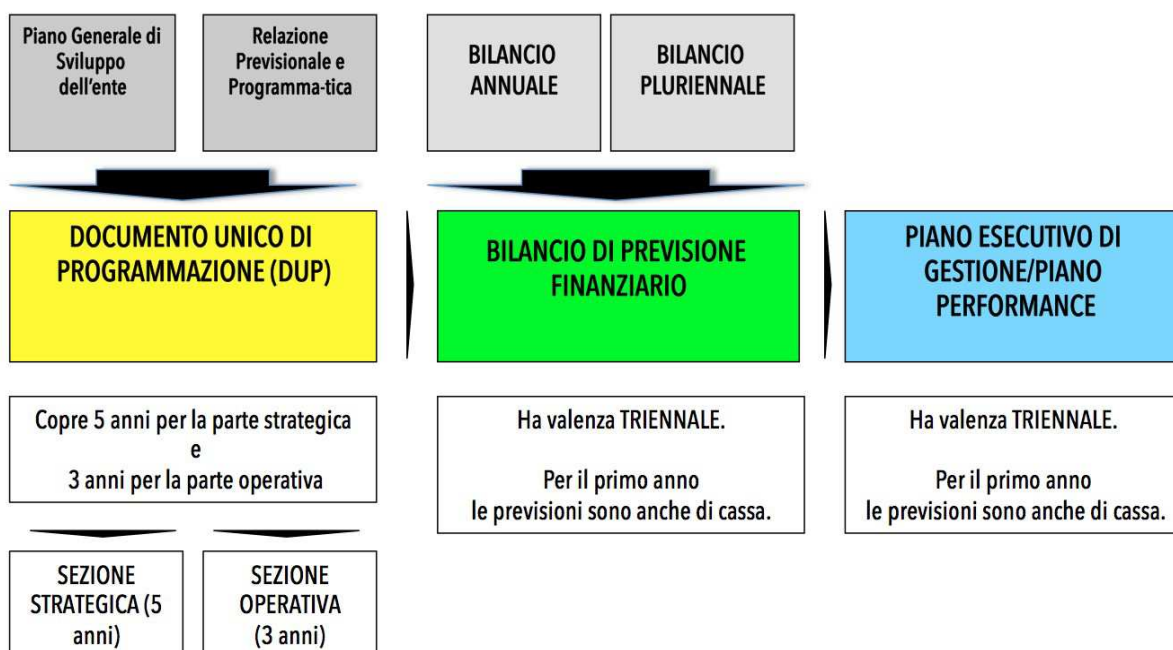 Piano Generale di
Sviluppo
dell'ente
Relazione
Previsionale e
Programma-tica
BILANCIO
ANNUALE
BILANCIO
PLURIENNALE
DOCUMENTO UNICO DI
PROGRAMMAZIONE (DUP)
BILANCIO DI PREVISIONE
FINANZIARIO
PIANO ESECUTIVO DI
GESTIONE/PIANO
PERFORMANCE
Copre 5 anni per la parte strategica
e
3 anni per la parte operativa
Ha valenza TRIENNALE.
Per il primo anno
le previsioni sono anche di cassa.
Ha valenza TRIENNALE.
Per il primo anno
le previsioni sono anche di cassa.
SEZIONE
STRATEGICA (5
anni)
SEZIONE
OPERATIVA
(3 anni)